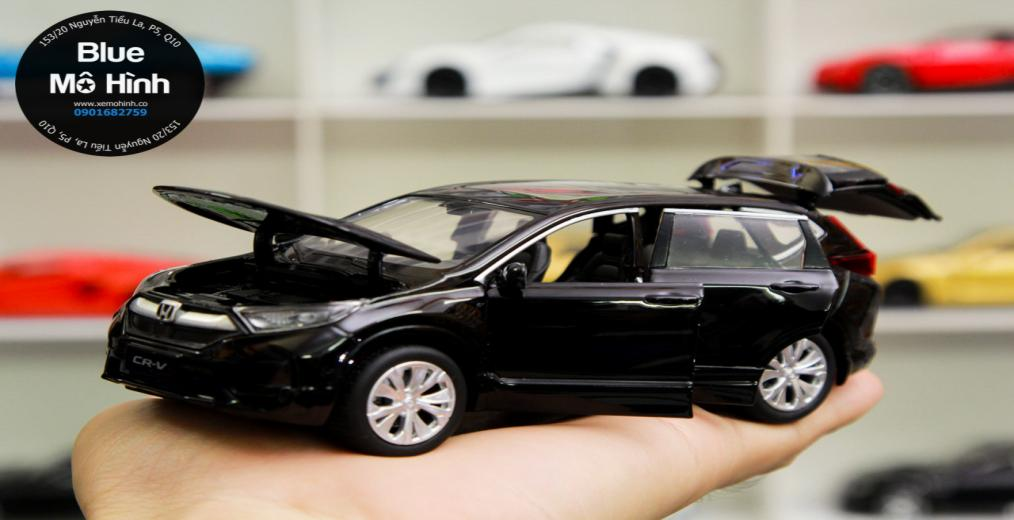 153/20 Nguyễn Tiểu La, P5, Q10
Blue
Mô Hình
www.xemohinh.co
0901682759
153/20 Nguyễn Tiểu La, P5, Q10
CR-V